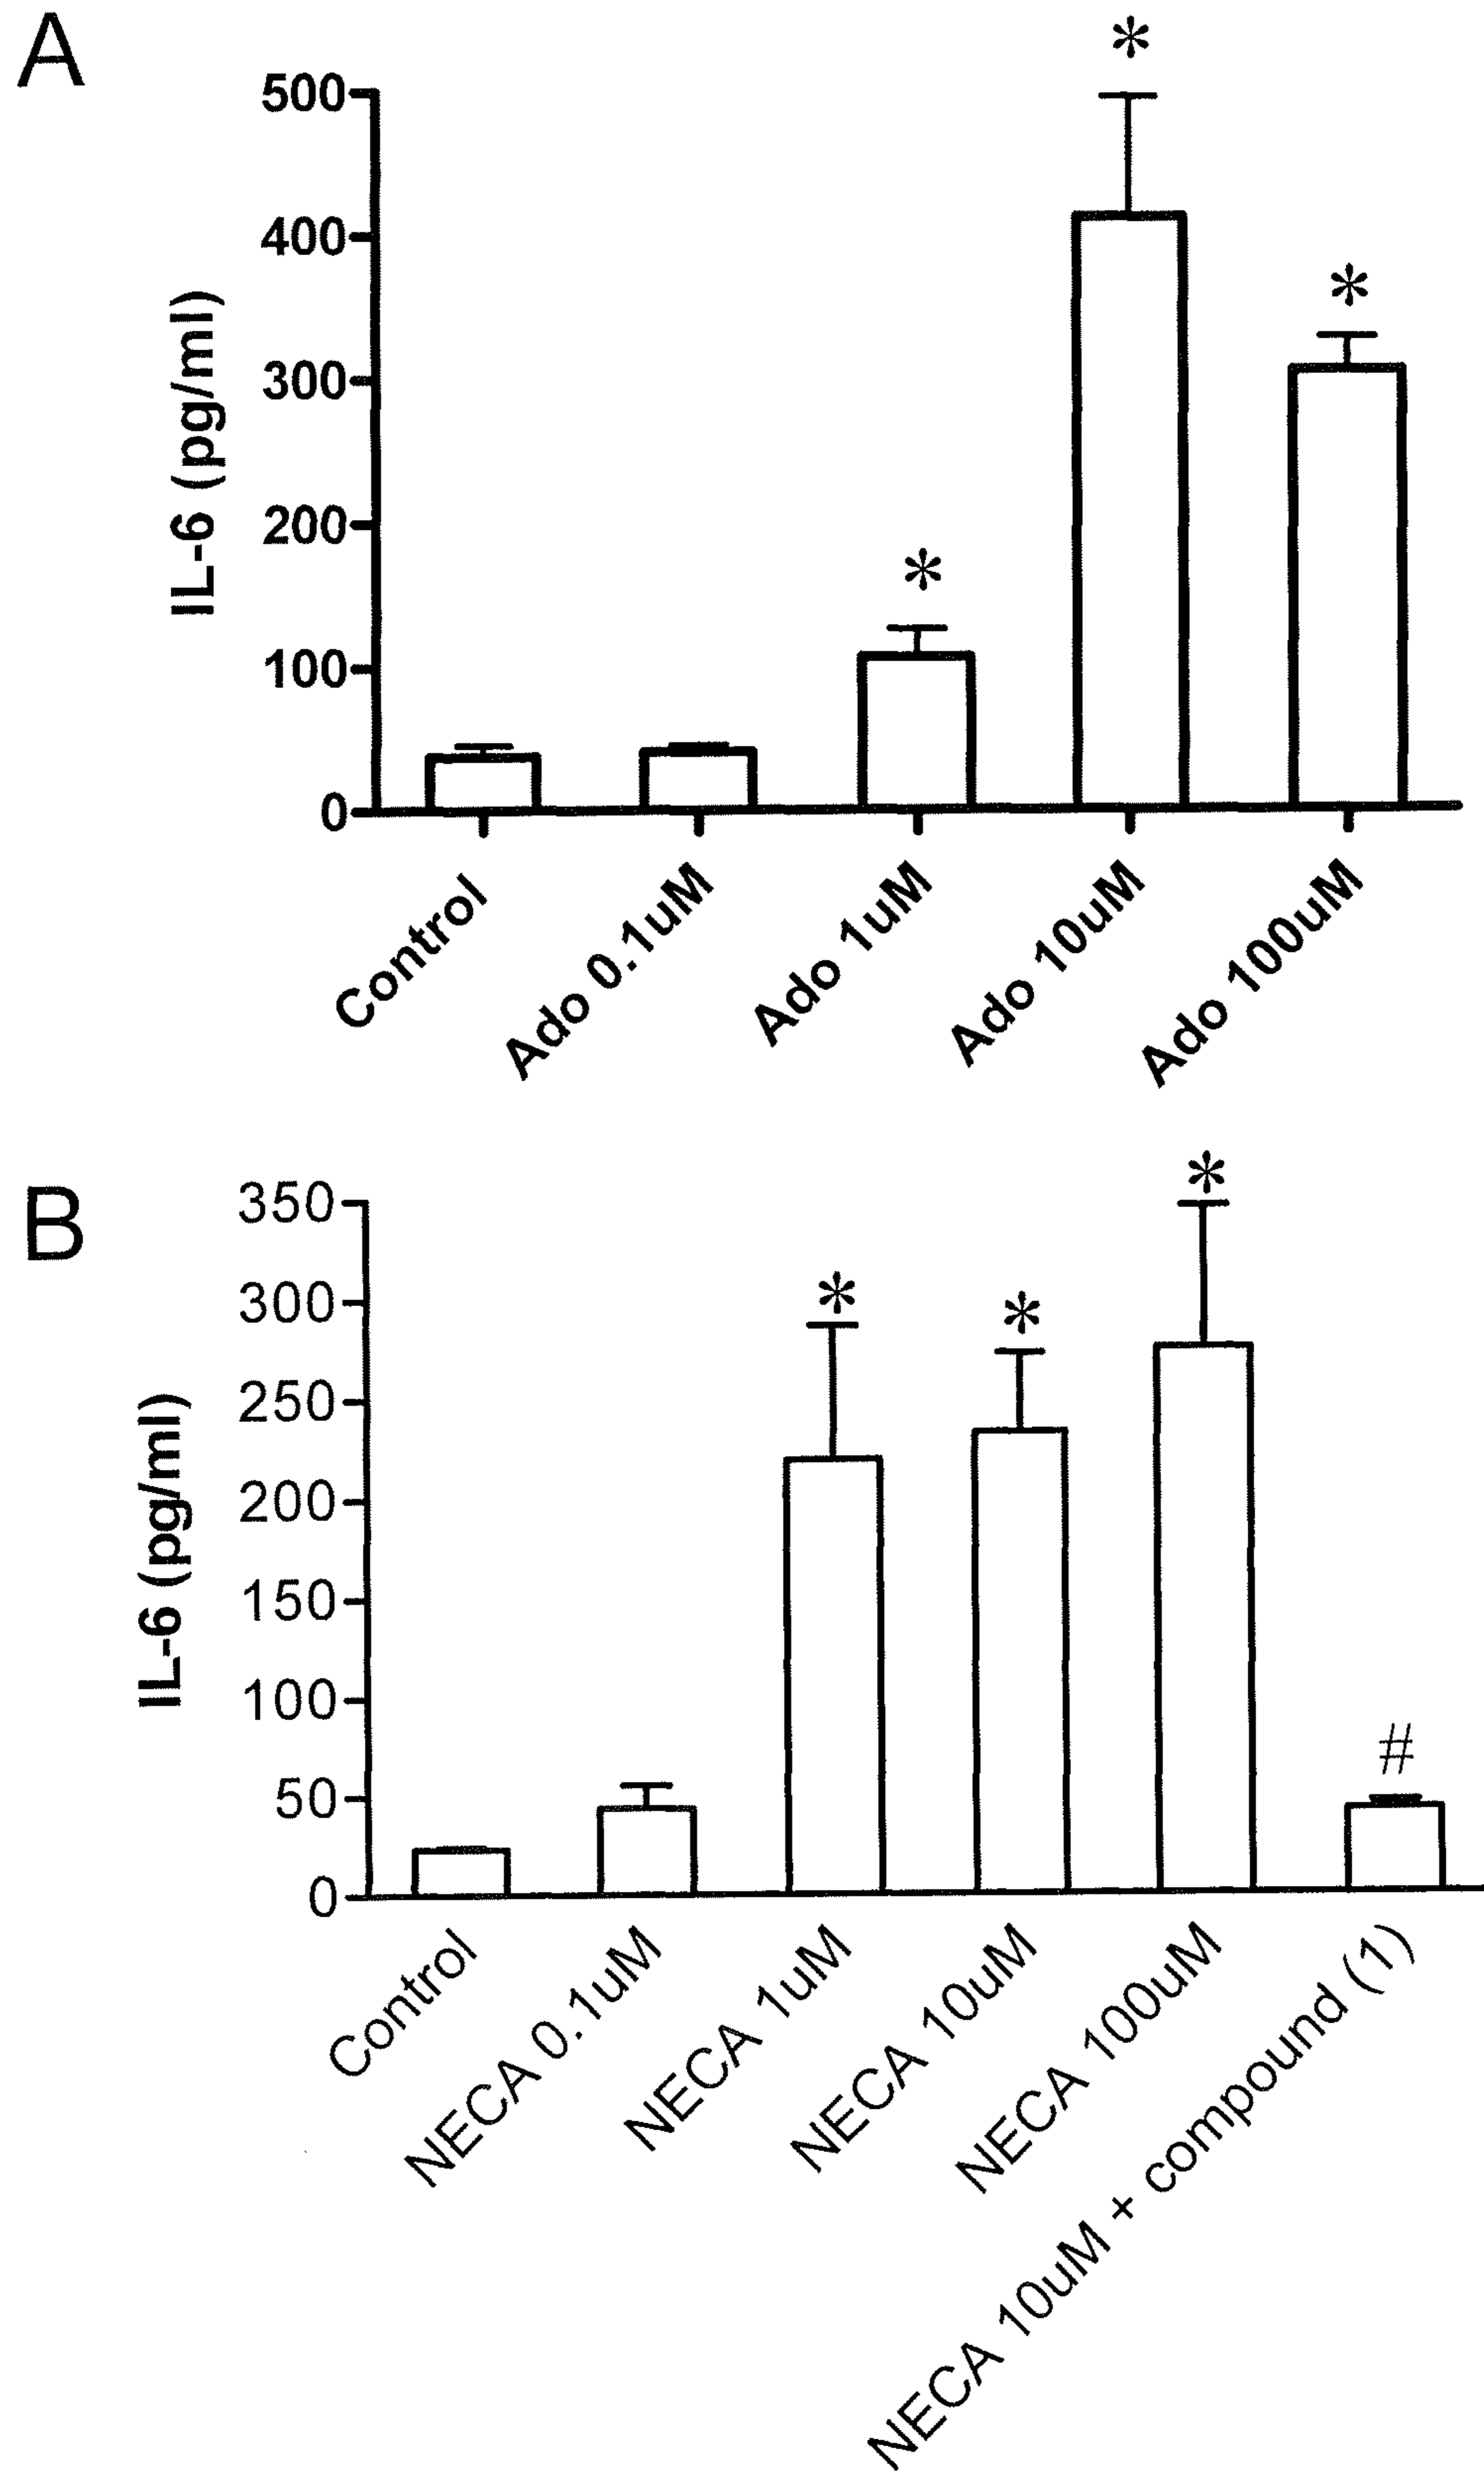 A
*
500
400
300
200
100
0
IL-6 (pg/ml)
*
*
Control
Ado 0.1uM
Ado 1uM
Ado 10uM
Ado 100uM
B
*
350
300
250
200
150
100
50
0
IL-6 (pg/ml)
*
*
#
Control
NECA 0.1uM
NECA 1uM
NECA 10uM
NECA 100uM
NECA 10uM + compound (1)